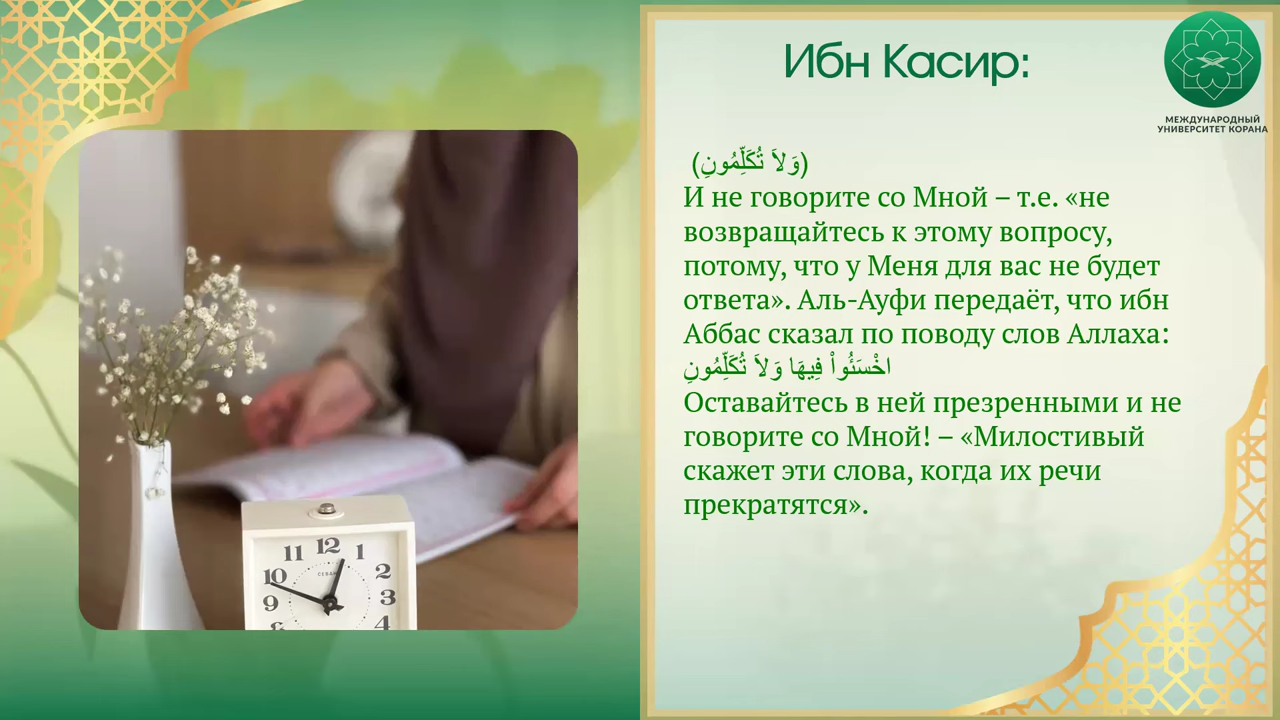 Ибн Касир:
МЕЖДУНАРОДНЫЙ
УНИВЕРСИТЕТ КОРАНА
(وَلاَ تُكَلِّمُونِ)
И не говорите со Мной – т.е. «не
возвращайтесь к этому вопросу,
потому, что у Меня для вас не будет
ответа». Аль-Ауфи передаёт, что ибн
Аббас сказал по поводу слов Аллаха:
اخْسَئُواْ فِيهَا وَلاَ تُكَلِّمُونِ
Оставайтесь в ней презренными и не
говорите со Мной! – «Милостивый
скажет эти слова, когда их речи
прекратятся».
11 12 1
10 2
9 3
8 4